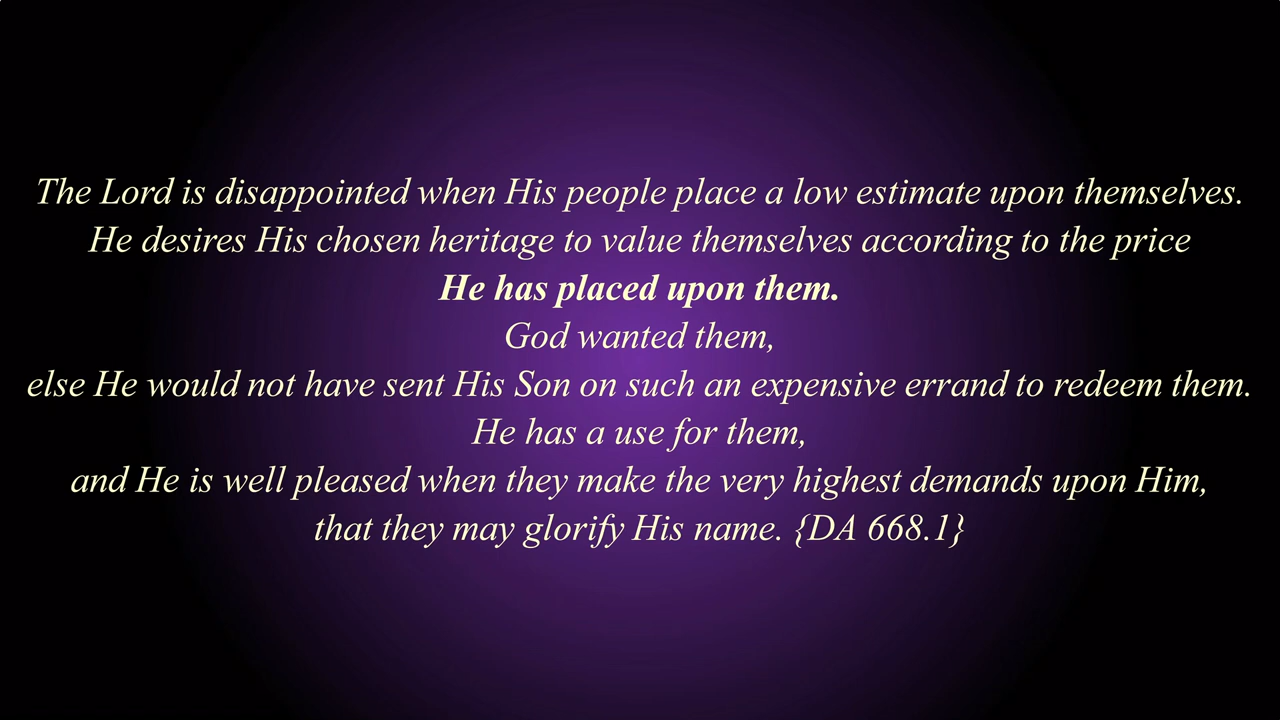 The Lord is disappointed when His people place a low estimate upon themselves.
He desires His chosen heritage to value themselves according to the price
He has placed upon them.
God wanted them,
else He would not have sent His Son on such an expensive errand to redeem them.
He has a use for them,
and He is well pleased when they make the very highest demands upon Him,
that they may glorify His name. {DA 668.1}